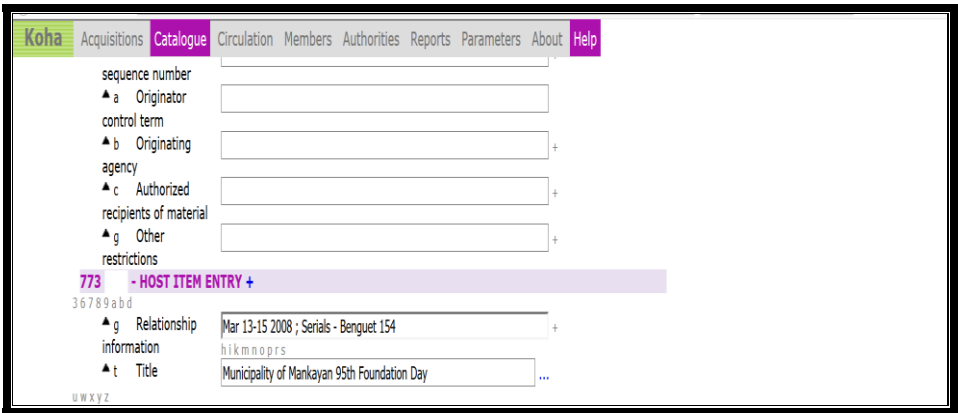 Koha Acquisitions Catalogue Circulation Members Authorities Reports Parameters About Help
sequence number
▲ a Originator
control term
▲ b Originating +
agency
▲ c Authorized +
recipients of material
▲ g Other +
restrictions
773 - HOST ITEM ENTRY +
3 6 7 8 9 a b d
▲ g Relationship Mar 13-15 2008 ; Serials - Benguet 154 +
information
h i k m n o p r s
▲ t Title Municipality of Mankayan 95th Foundation Day ...
u w x y z